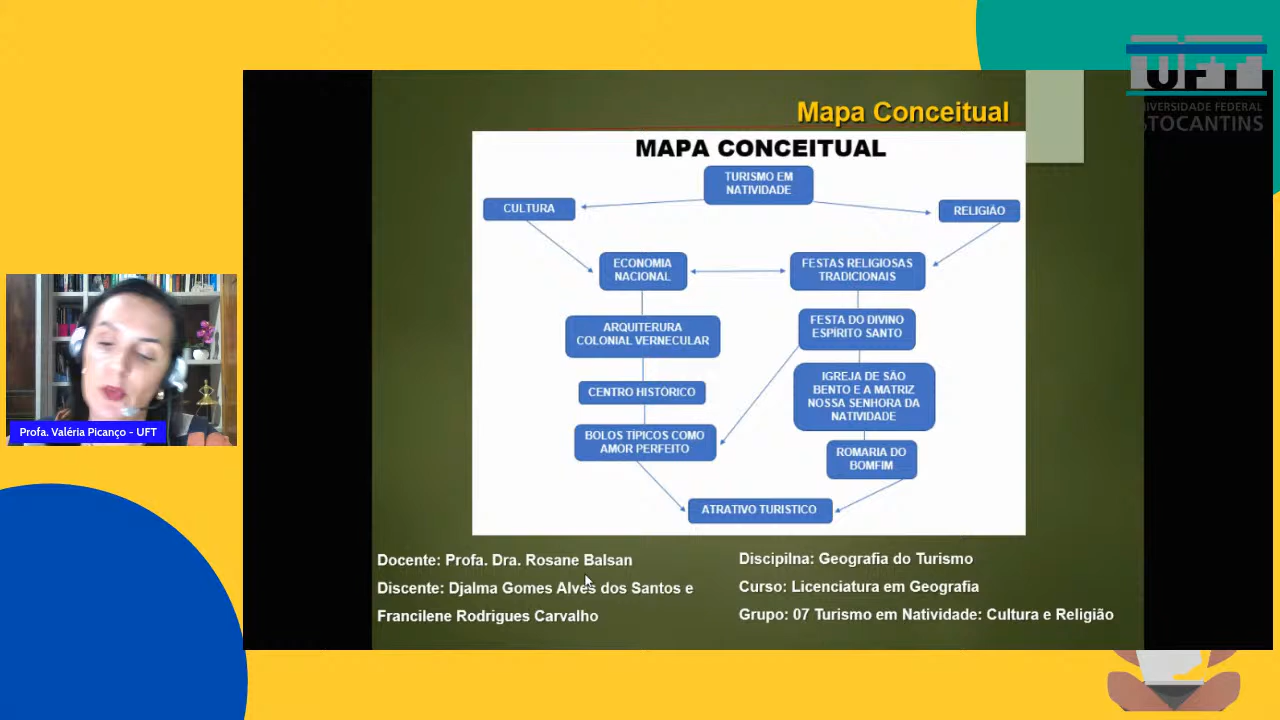 UFT
UNIVERSIDADE FEDERAL
TOCANTINS
Mapa Conceitual
MAPA CONCEITUAL
TURISMO EM
NATIVIDADE
CULTURA
RELIGIÃO
ECONOMIA
NACIONAL
FESTAS RELIGIOSAS
TRADICIONAIS
ARQUITERURA
COLONIAL VERNECULAR
FESTA DO DIVINO
ESPÍRITO SANTO
CENTRO HISTÓRICO
IGREJA DE SÃO
BENTO E A MATRIZ
NOSSA SENHORA DA
NATIVIDADE
BOLOS TÍPICOS COMO
AMOR PERFEITO
ROMARIA DO
BOMFIM
ATRATIVO TURISTICO
Profa. Valéria Picanço - UFT
Docente: Profa. Dra. Rosane Balsan
Discente: Djalma Gomes Alves dos Santos e
Francilene Rodrigues Carvalho
Discipilna: Geografia do Turismo
Curso: Licenciatura em Geografia
Grupo: 07 Turismo em Natividade: Cultura e Religião